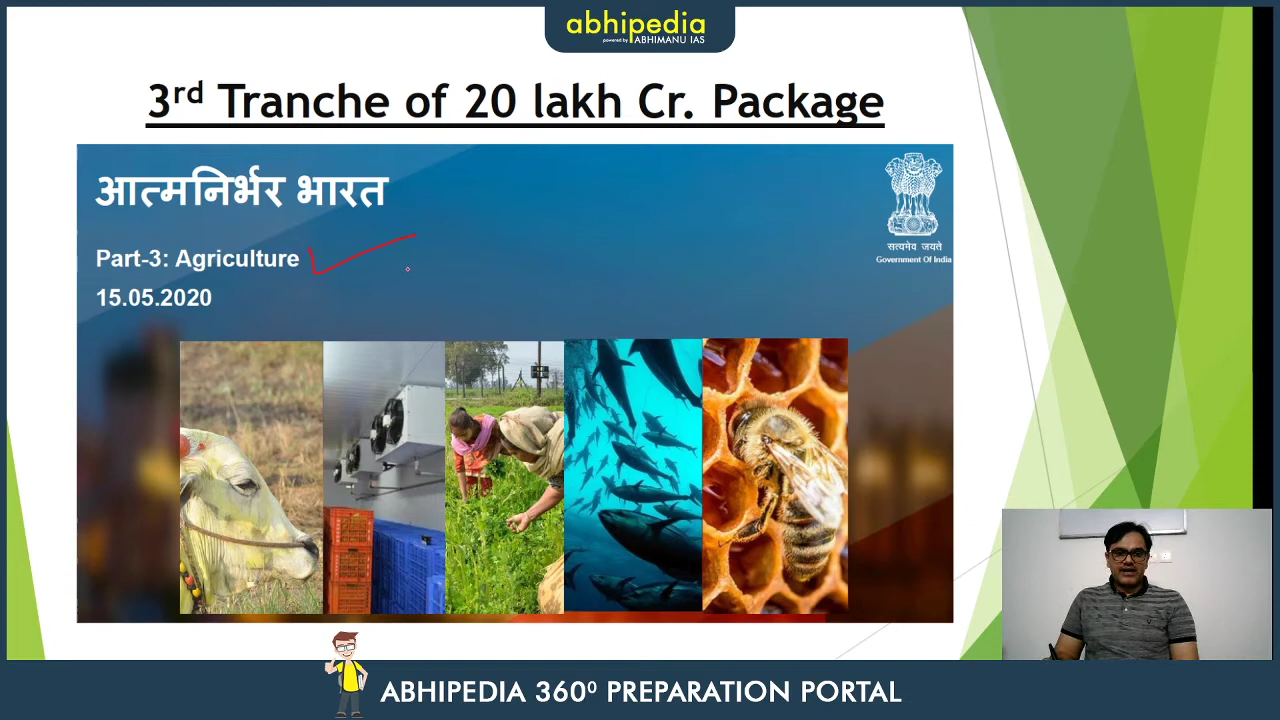 abhipedia
powered by ABHIMANU IAS
3rd Tranche of 20 lakh Cr. Package
आत्मनिर्भर भारत
Part-3: Agriculture
15.05.2020
सत्यमेव जयते
Government Of India
ABHIPEDIA 360⁰ PREPARATION PORTAL